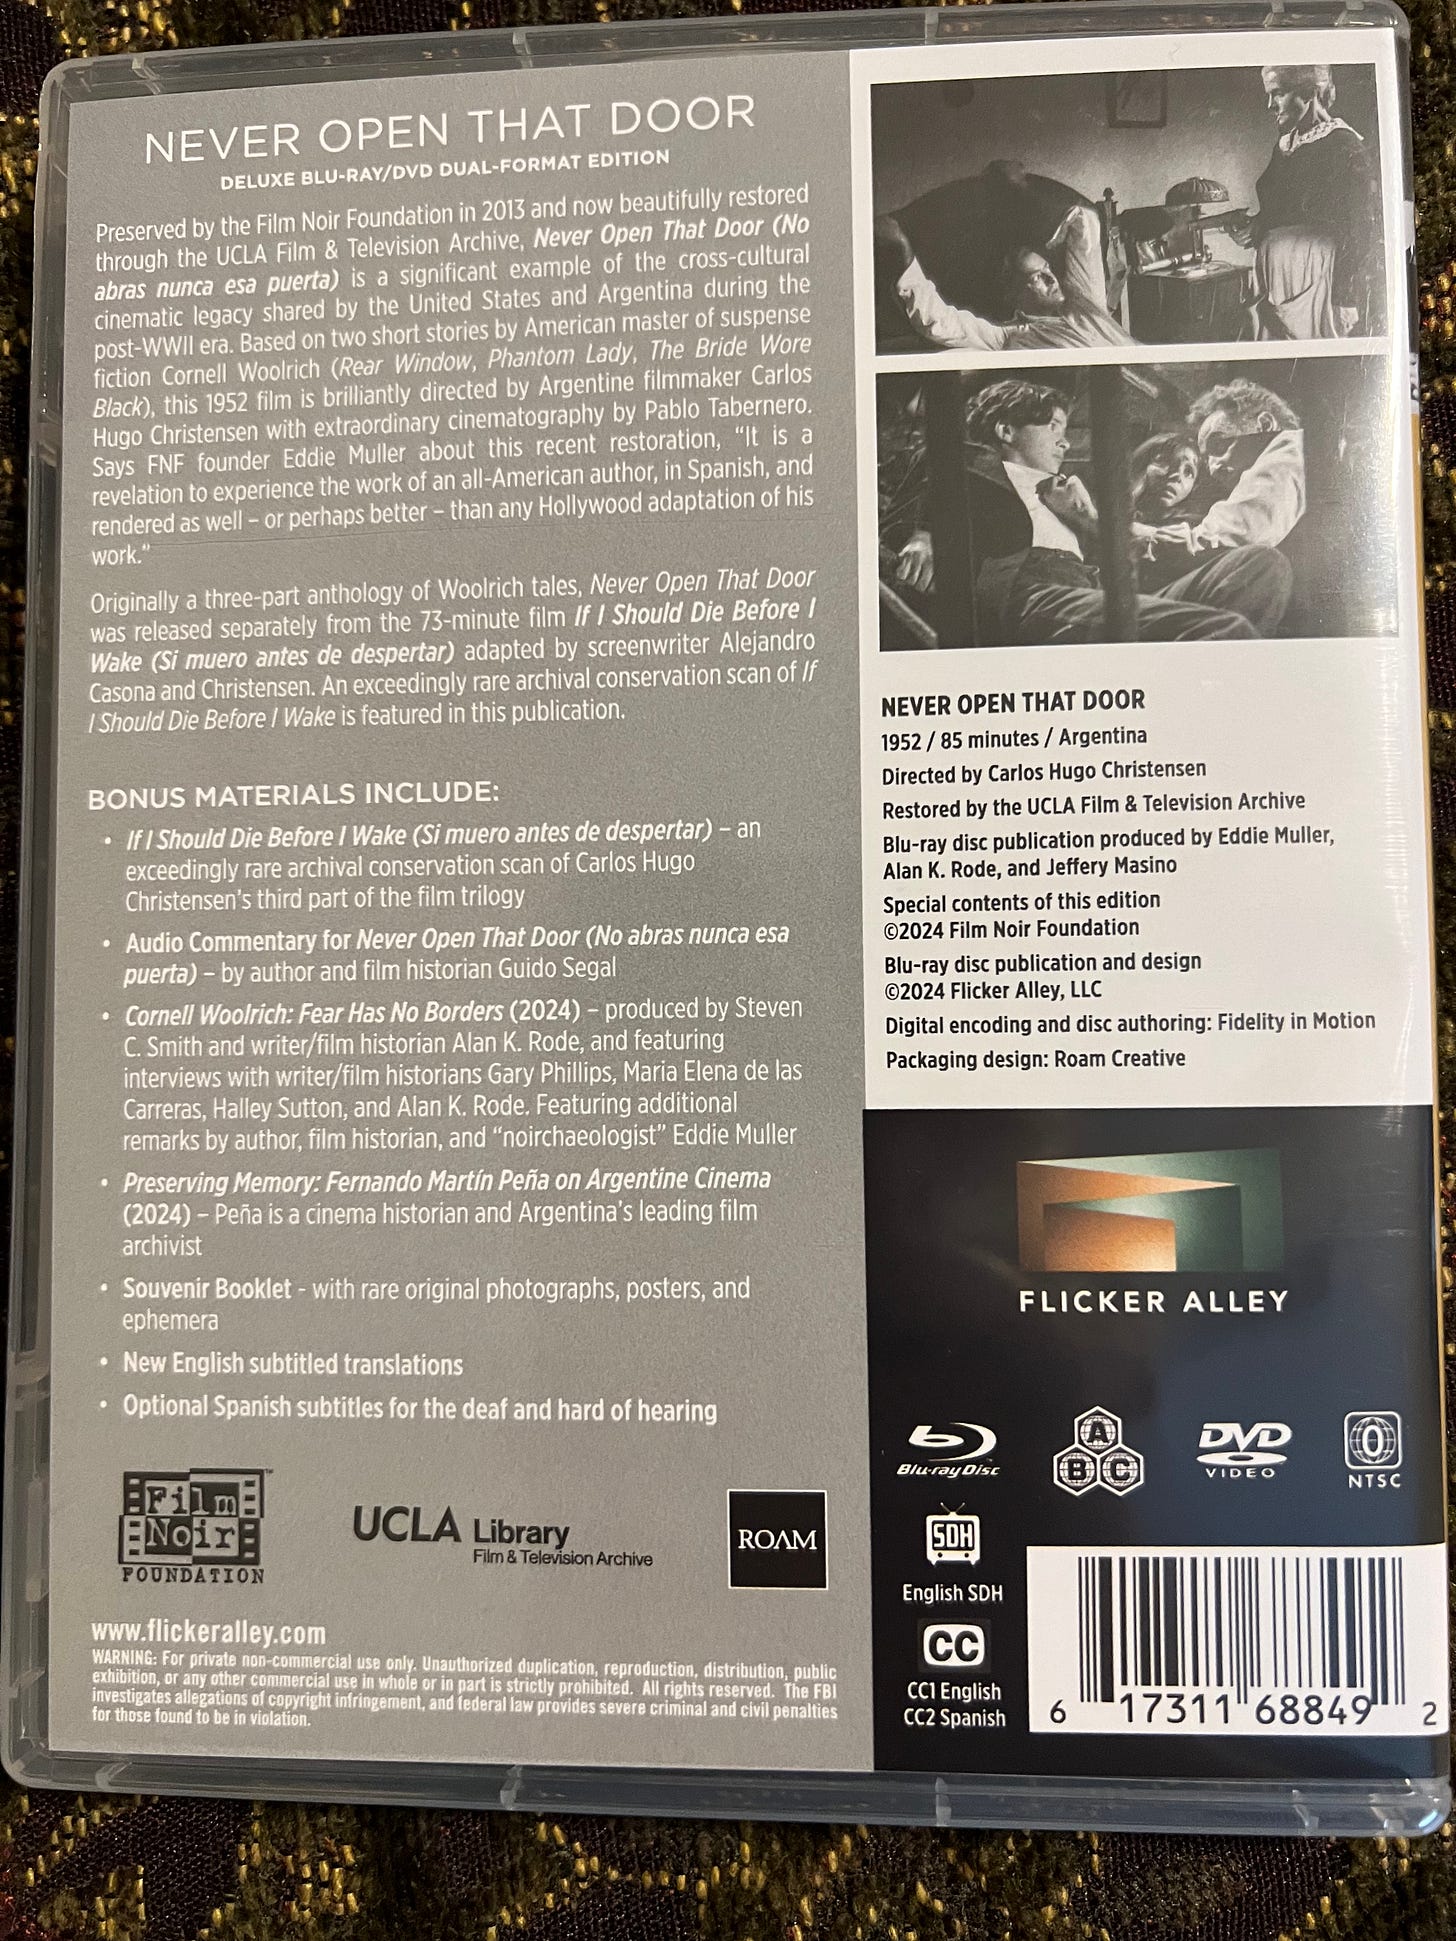 NEVER OPEN THAT DOOR
DELUXE BLU-RAY/DVD DUAL-FORMAT EDITION
Preserved by the Film Noir Foundation in 2013 and now beautifully restored
through the UCLA Film & Television Archive, Never Open That Door (No
abras nunca esa puerta) is a significant example of the cross-cultural
cinematic legacy shared by the United States and Argentina during the
post-WWII era. Based on two short stories by American master of suspense
fiction Cornell Woolrich (Rear Window, Phantom Lady, The Bride Wore
Black), this 1952 film is brilliantly directed by Argentine filmmaker Carlos
Hugo Christensen with extraordinary cinematography by Pablo Tabernero.
Says FNF founder Eddie Muller about this recent restoration, “It is a
revelation to experience the work of an all-American author, in Spanish, and
rendered as well – or perhaps better – than any Hollywood adaptation of his
work.”
Originally a three-part anthology of Woolrich tales, Never Open That Door
was released separately from the 73-minute film If I Should Die Before I
Wake (Si muero antes de despertar) adapted by screenwriter Alejandro
Casona and Christensen. An exceedingly rare archival conservation scan of If
I Should Die Before I Wake is featured in this publication.
BONUS MATERIALS INCLUDE:
• If I Should Die Before I Wake (Si muero antes de despertar) – an
exceedingly rare archival conservation scan of Carlos Hugo
Christensen’s third part of the film trilogy
• Audio Commentary for Never Open That Door (No abras nunca esa
puerta) – by author and film historian Guido Segal
• Cornell Woolrich: Fear Has No Borders (2024) – produced by Steven
C. Smith and writer/film historian Alan K. Rode, and featuring
interviews with writer/film historians Gary Phillips, Maria Elena de las
Carreras, Halley Sutton, and Alan K. Rode. Featuring additional
remarks by author, film historian, and “noirchaeologist” Eddie Muller
• Preserving Memory: Fernando Martín Peña on Argentine Cinema
(2024) – Peña is a cinema historian and Argentina’s leading film
archivist
• Souvenir Booklet - with rare original photographs, posters, and
ephemera
• New English subtitled translations
• Optional Spanish subtitles for the deaf and hard of hearing
Film
Noir
FOUNDATION
TM
UCLA Library
Film & Television Archive
ROAM
www.flickeralley.com
WARNING: For private non-commercial use only. Unauthorized duplication, reproduction, distribution, public
exhibition, or any other commercial use in whole or in part is strictly prohibited. All rights reserved. The FBI
investigates allegations of copyright infringement, and federal law provides severe criminal and civil penalties
for those found to be in violation.
NEVER OPEN THAT DOOR
1952 / 85 minutes / Argentina
Directed by Carlos Hugo Christensen
Restored by the UCLA Film & Television Archive
Blu-ray disc publication produced by Eddie Muller,
Alan K. Rode, and Jeffery Masino
Special contents of this edition
©2024 Film Noir Foundation
Blu-ray disc publication and design
©2024 Flicker Alley, LLC
Digital encoding and disc authoring: Fidelity in Motion
Packaging design: Roam Creative
FLICKER ALLEY
Blu-ray Disc
A
B C
DVD
VIDEO
0
NTSC
SDH
English SDH
CC
CC1 English
CC2 Spanish
6 17311 68849 2